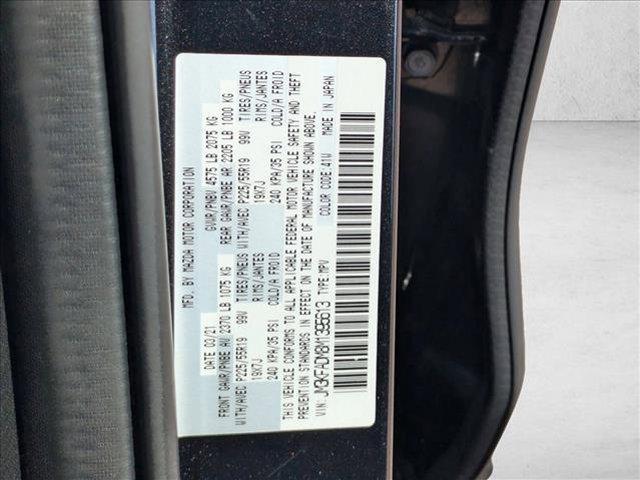 MFD. BY MAZDA MOTOR CORPORATION
DATE 03/21 GVWR/PNBV 4575 LB 2075 KG
FRONT GAWR/PNBE AV 2370 LB 1075 KG REAR GAWR/PNBE AR 2205 LB 1000 KG
WITH/AVEC P225/55R19 99V TIRES/PNEUS WITH/AVEC P225/55R19 99V TIRES/PNEUS
19X7J RIMS/JANTES 19X7J RIMS/JANTES
240 KPA/35 PSI COLD/A FROID 240 KPA/35 PSI COLD/A FROID
THIS VEHICLE CONFORMS TO ALL APPLICABLE FEDERAL MOTOR VEHICLE SAFETY AND THEFT
PREVENTION STANDARDS IN EFFECT ON THE DATE OF MANUFACTURE SHOWN ABOVE.
VIN: JM3KFADM8M1396613 TYPE: MPV COLOR CODE: 41V MADE IN JAPAN